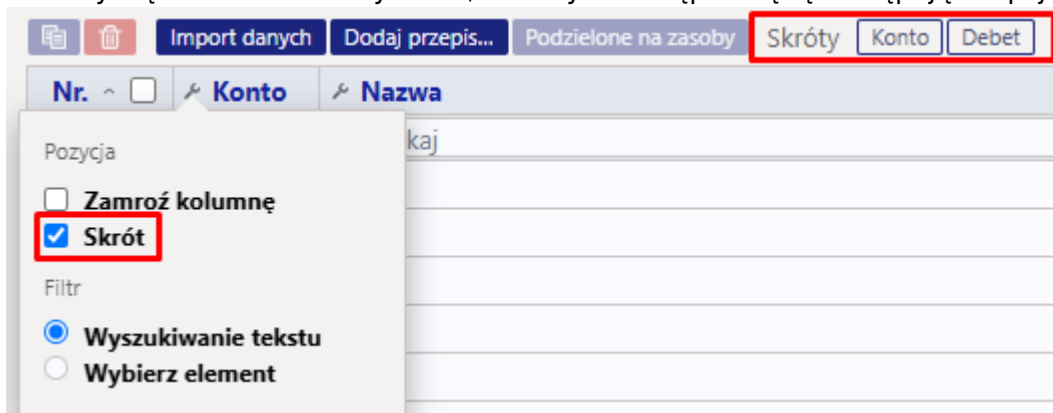 Import danych Dodaj przepis... Podzielone na zasoby Skróty Konto Debet
Nr. Konto Nazwa
kaj
Pozycja
Zamroź kolumnę
Skrót
Filtr
Wyszukiwanie tekstu
Wybierz element